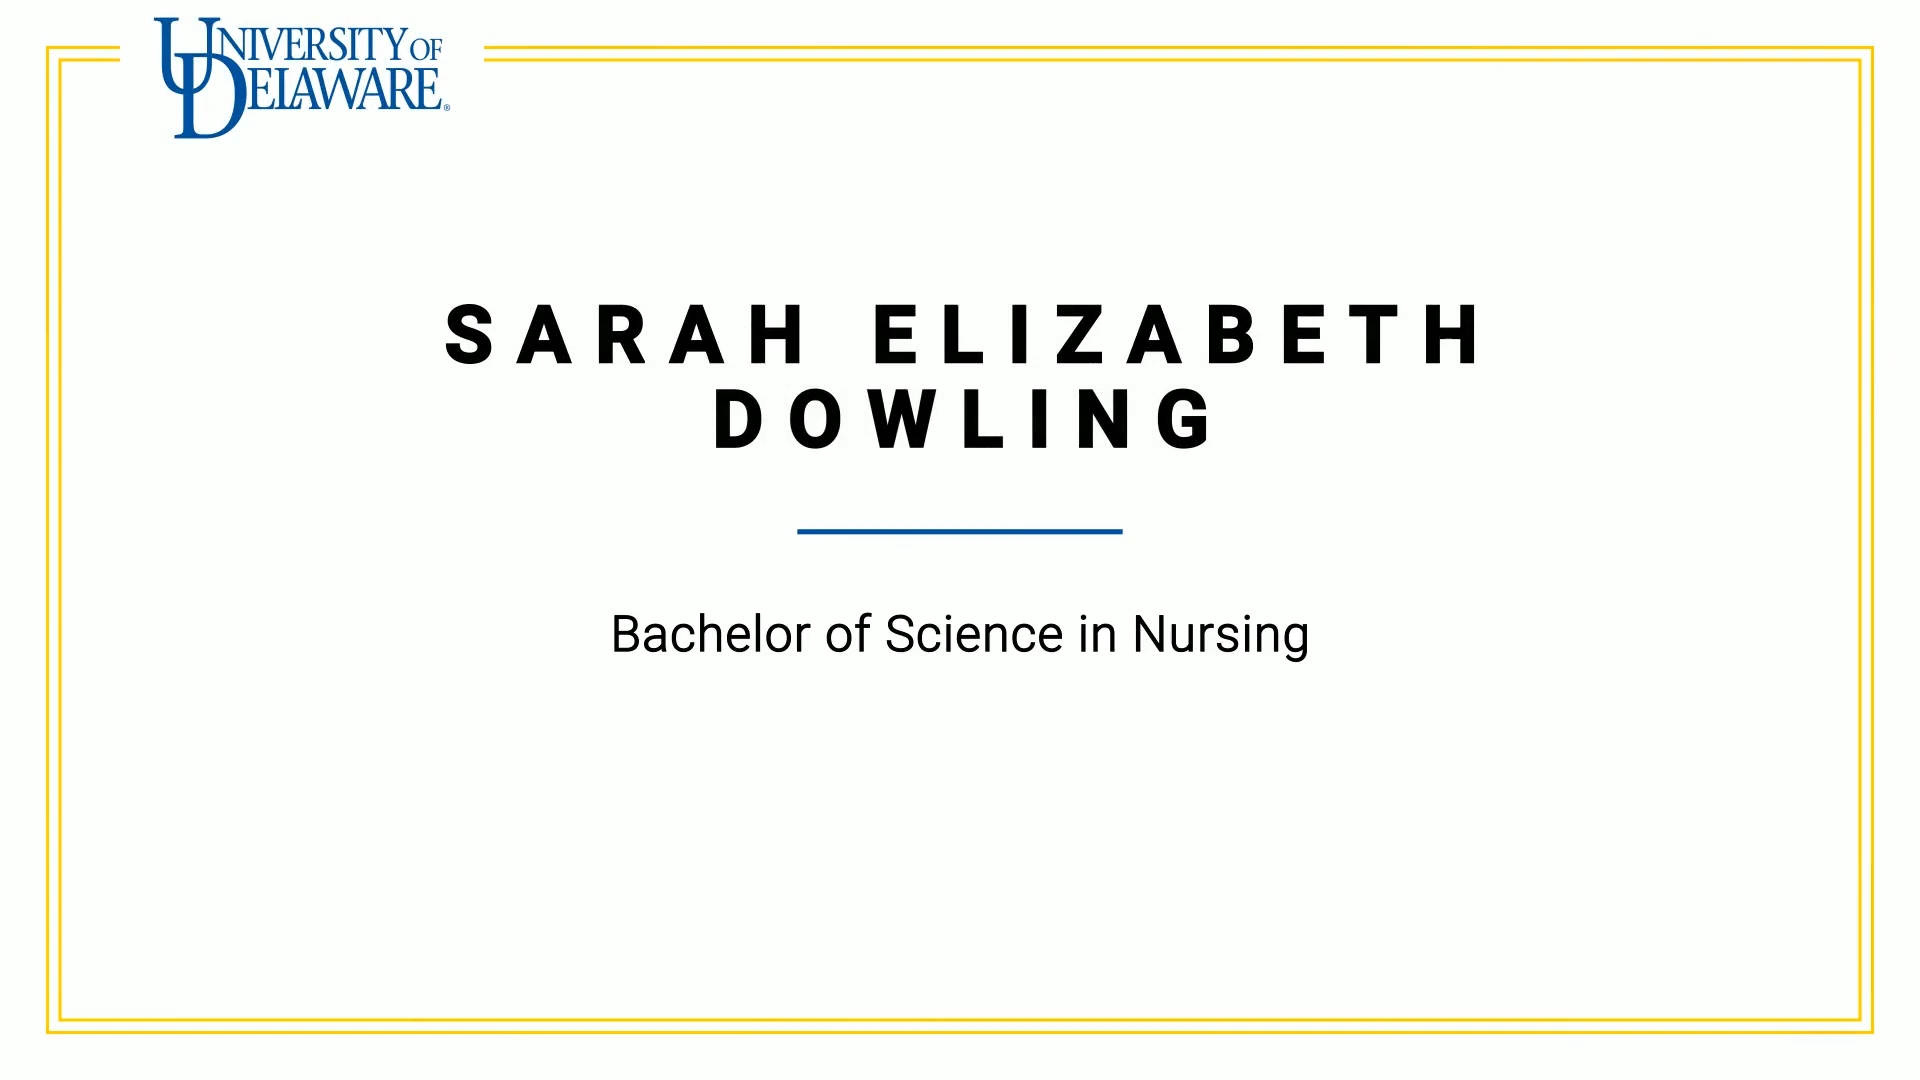 UNIVERSITY OF
DELAWARE®
SARAH ELIZABETH
DOWLING
Bachelor of Science in Nursing